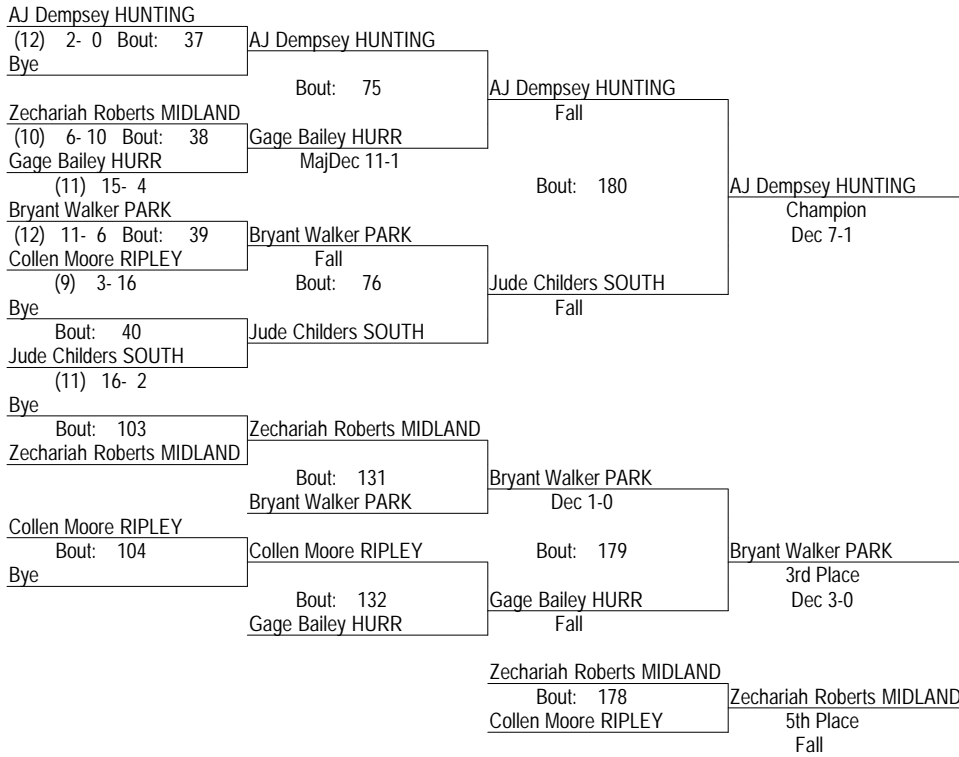 AJ Dempsey HUNTING
(12) 2- 0 Bout: 37 AJ Dempsey HUNTING
Bye
Bout: 75 AJ Dempsey HUNTING
Zechariah Roberts MIDLAND Fall
(10) 6- 10 Bout: 38 Gage Bailey HURR
Gage Bailey HURR MajDec 11-1
(11) 15- 4 Bout: 180 AJ Dempsey HUNTING
Bryant Walker PARK Champion
(12) 11- 6 Bout: 39 Bryant Walker PARK Dec 7-1
Collen Moore RIPLEY Fall
(9) 3- 16 Bout: 76 Jude Childers SOUTH
Bye Fall
Bout: 40 Jude Childers SOUTH
Jude Childers SOUTH
(11) 16- 2
Bye
Bout: 103 Zechariah Roberts MIDLAND
Zechariah Roberts MIDLAND
Bout: 131 Bryant Walker PARK
Bryant Walker PARK Dec 1-0
Collen Moore RIPLEY
Bout: 104 Collen Moore RIPLEY Bout: 179 Bryant Walker PARK
Bye 3rd Place
Bout: 132 Gage Bailey HURR Dec 3-0
Gage Bailey HURR Fall
Zechariah Roberts MIDLAND
Bout: 178 Zechariah Roberts MIDLAND
Collen Moore RIPLEY 5th Place
Fall